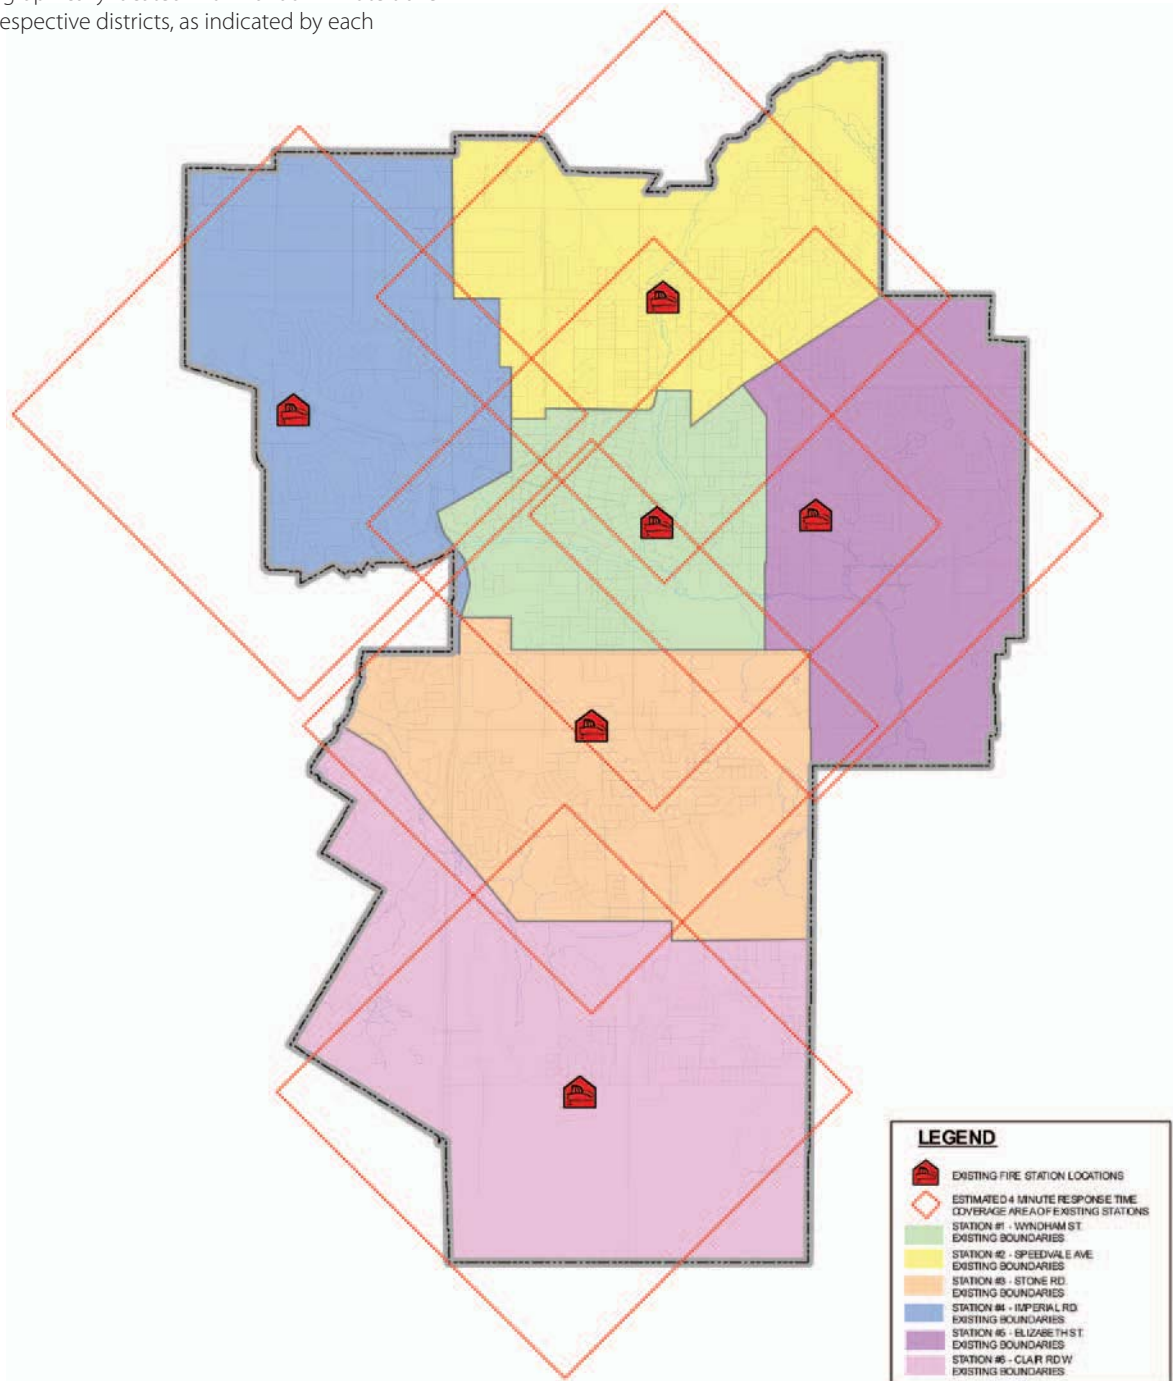 espective districts, as indicated by each
LEGEND
EXISTING FIRE STATION LOCATIONS
ESTIMATED 4 MINUTE RESPONSE TIME
COVERAGE AREA OF EXISTING STATIONS
STATION #1 - WYNDHAM ST.
EXISTING BOUNDARIES
STATION #2 - SPEEDVALE AVE
EXISTING BOUNDARIES
STATION #3 - STONE RD.
EXISTING BOUNDARIES
STATION #4 - IMPERIAL RD
EXISTING BOUNDARIES
STATION #5 - ELIZABETH ST.
EXISTING BOUNDARIES
STATION #6 - CLAIR RD W
EXISTING BOUNDARIES